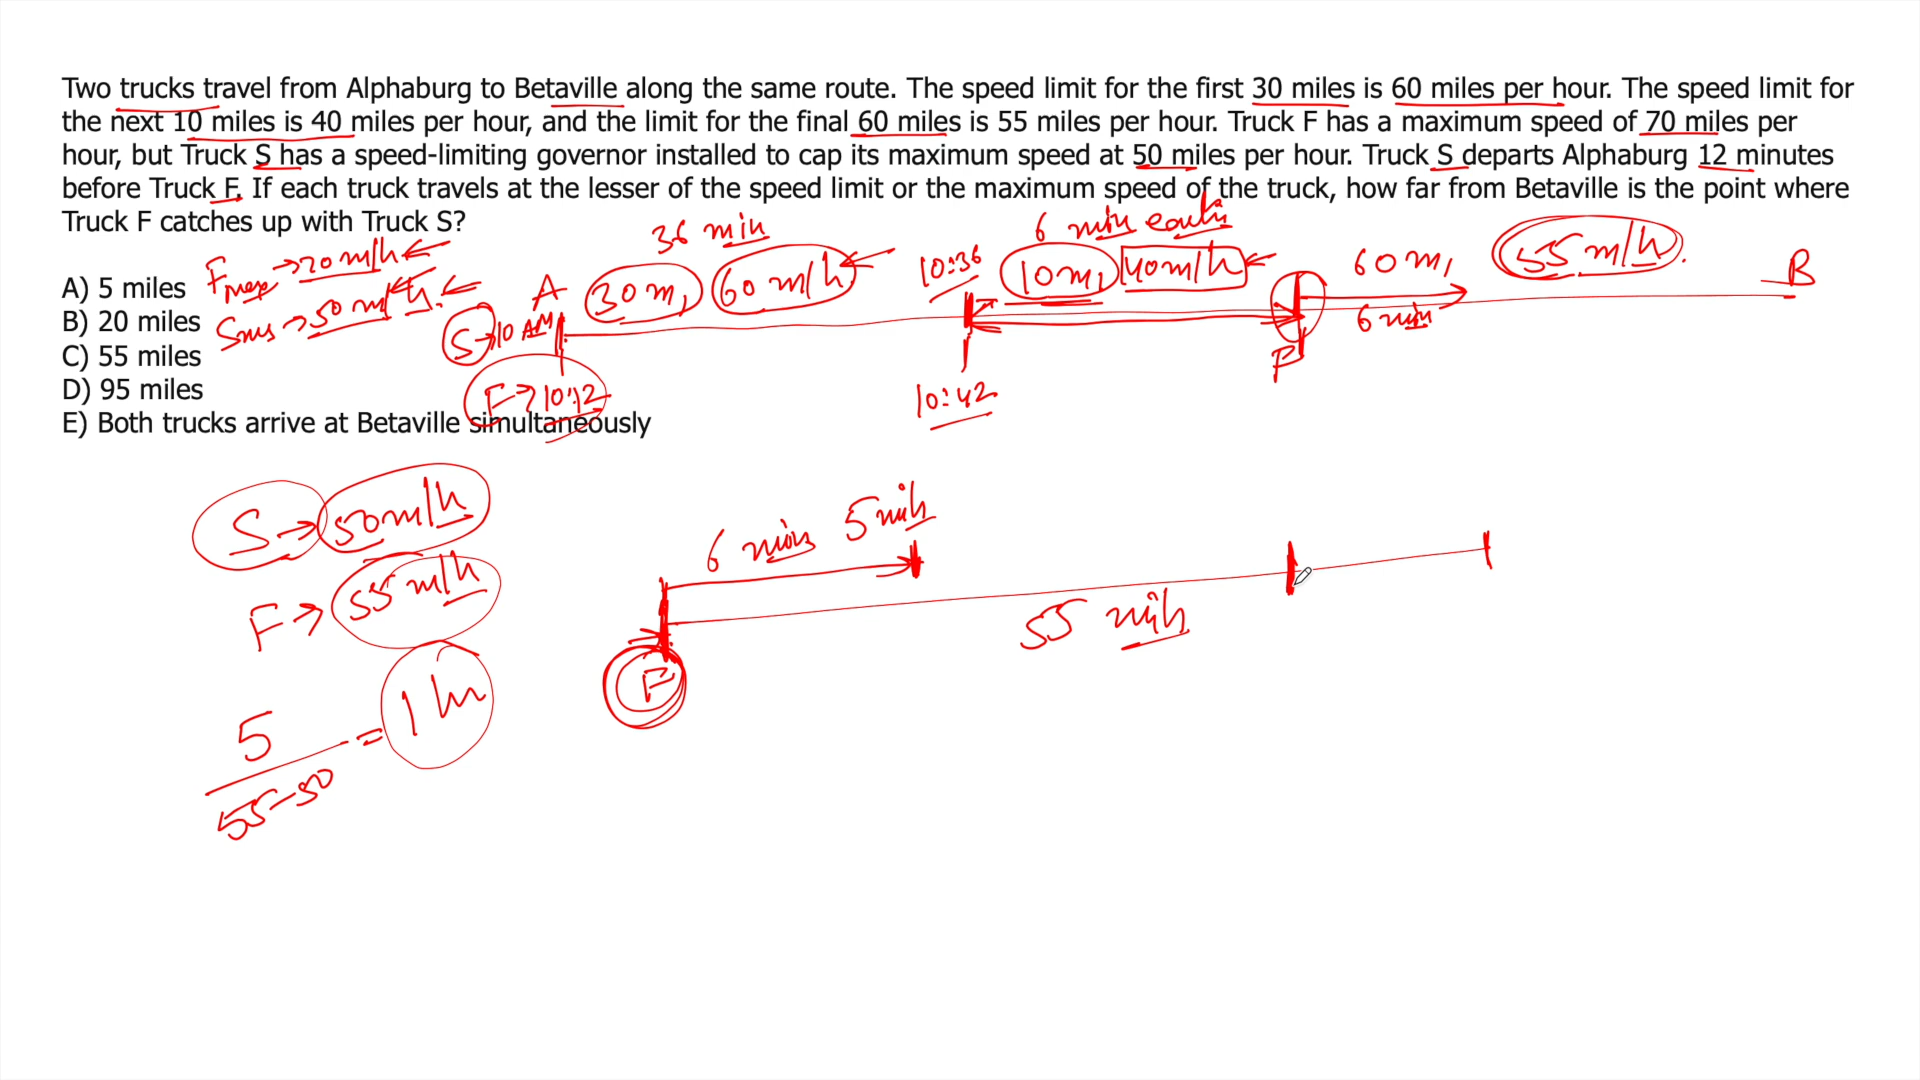 Two trucks travel from Alphaburg to Betaville along the same route. The speed limit for the first 30 miles is 60 miles per hour. The speed limit for
the next 10 miles is 40 miles per hour, and the limit for the final 60 miles is 55 miles per hour. Truck F has a maximum speed of 70 miles per
hour, but Truck S has a speed-limiting governor installed to cap its maximum speed at 50 miles per hour. Truck S departs Alphaburg 12 minutes
before Truck F. If each truck travels at the lesser of the speed limit or the maximum speed of the truck, how far from Betaville is the point where
Truck F catches up with Truck S?
36 min
6 min
F → 70 m/h
A
30 m, 60 m/h
10:36
10 m, 40 m/h
60 m,
55 m/h
B
A) 5 miles
B) 20 miles
→ 50 m/h
S → 10 AM
6 min
C) 55 miles
F
D) 95 miles
F → 10:12
10:42
E) Both trucks arrive at Betaville simultaneously
S → 50 m/h
6 min 5 mil
F → 55 m/h
55 mil
F
5
= 1 hr
55-50